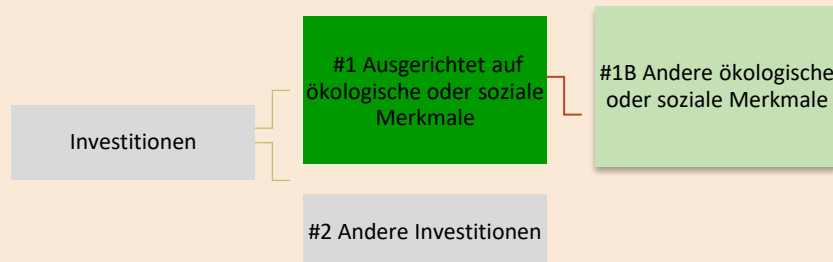 Investitionen
#1 Ausgerichtet auf
ökologische oder soziale
Merkmale
#2 Andere Investitionen
#1B Andere ökologische
oder soziale Merkmale